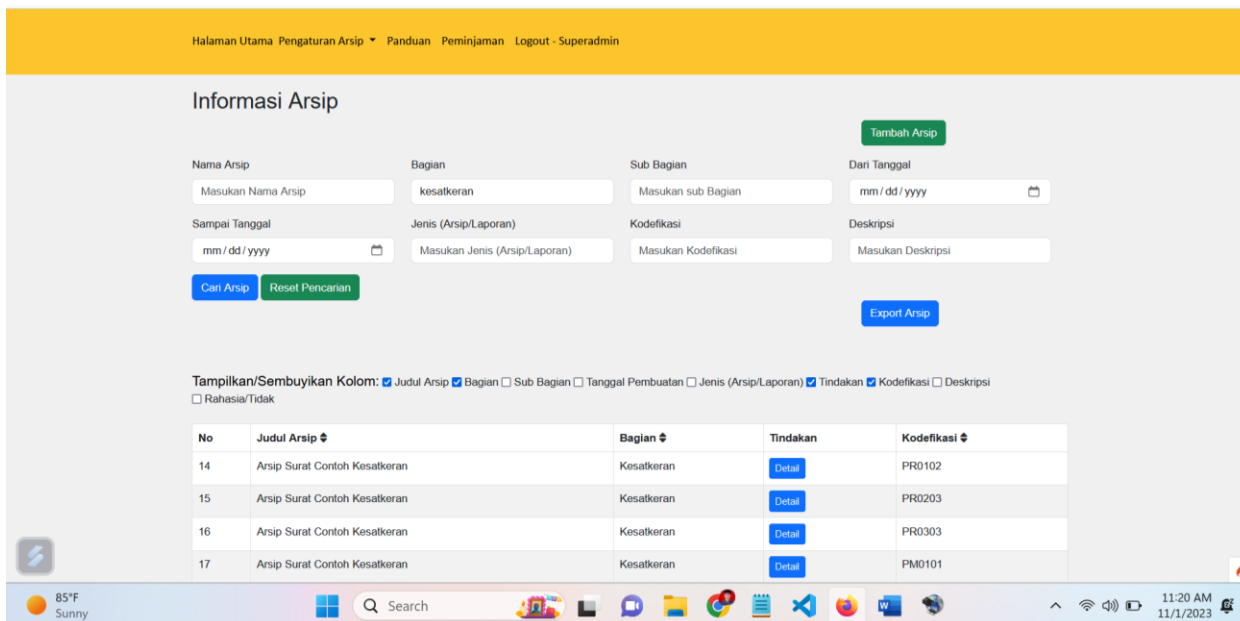 Halaman Utama Pengaturan Arsip Panduan Peminjaman Logout - Superadmin
Informasi Arsip
Tambah Arsip
Nama Arsip Bagian Sub Bagian Dari Tanggal
Masukan Nama Arsip kesatkeran Masukan sub Bagian mm / dd / yyyy
Sampai Tanggal Jenis (Arsip/Laporan) Kodefikasi Deskripsi
mm / dd / yyyy Masukan Jenis (Arsip/Laporan) Masukan Kodefikasi Masukan Deskripsi
Cari Arsip Reset Pencarian
Export Arsip
Tampilkan/Sembuyikan Kolom: Judul Arsip Bagian Sub Bagian Tanggal Pembuatan Jenis (Arsip/Laporan) Tindakan Kodefikasi Deskripsi
Rahasia/Tidak
No Judul Arsip Bagian Tindakan Kodefikasi
14 Arsip Surat Contoh Kesatkeran Kesatkeran Detail PR0102
15 Arsip Surat Contoh Kesatkeran Kesatkeran Detail PR0203
16 Arsip Surat Contoh Kesatkeran Kesatkeran Detail PR0303
17 Arsip Surat Contoh Kesatkeran Kesatkeran Detail PM0101
85°F
Sunny
Search
11:20 AM
11/1/2023